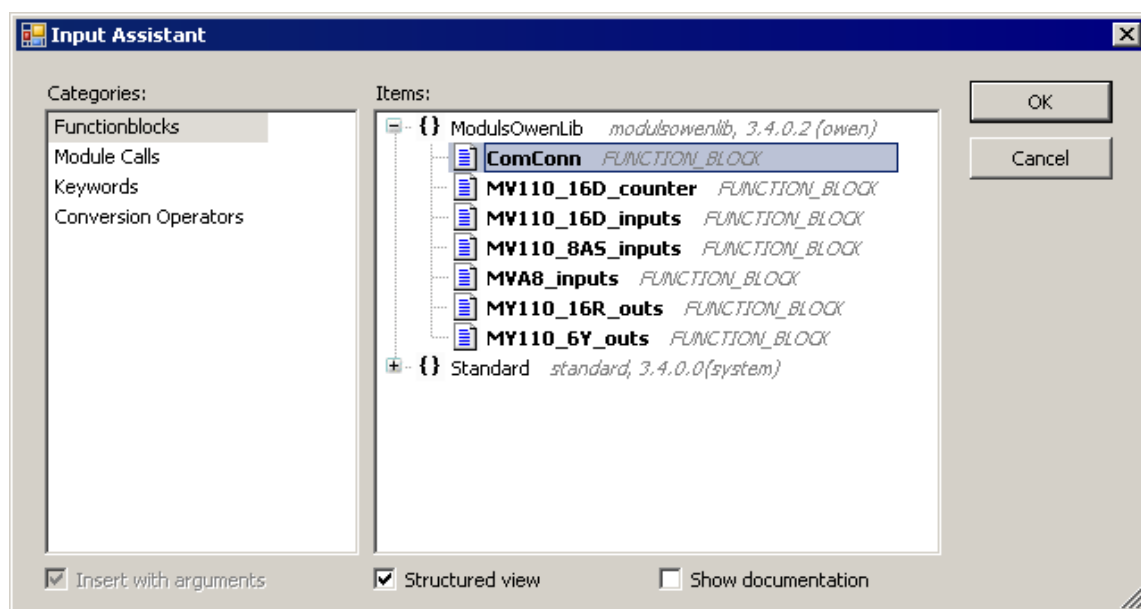 Input Assistant
Categories:
Functionblocks
Module Calls
Keywords
Conversion Operators
Items:
{} ModulsOwenLib modulsowenlib, 3.4.0.2 (owen)
ComConn FUNCTION_BLOCK
MV110_16D_counter FUNCTION_BLOCK
MV110_16D_inputs FUNCTION_BLOCK
MV110_8AS_inputs FUNCTION_BLOCK
MVA8_inputs FUNCTION_BLOCK
MY110_16R_outs FUNCTION_BLOCK
MY110_6Y_outs FUNCTION_BLOCK
{} Standard standard, 3.4.0.0(system)
OK
Cancel
Insert with arguments
Structured view
Show documentation